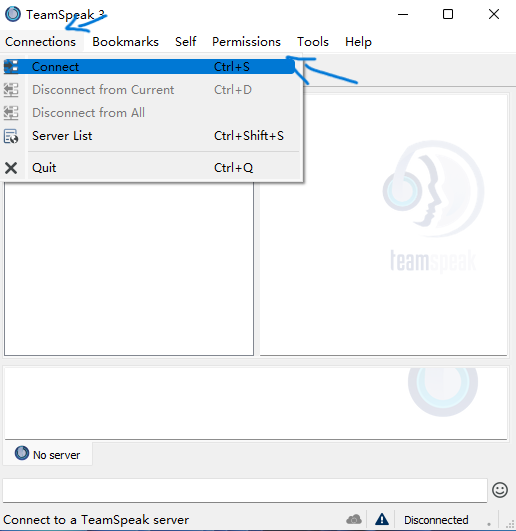 TeamSpeak 3
Connections Bookmarks Self Permissions Tools Help
Connect Ctrl+S
Disconnect from Current Ctrl+D
Disconnect from All
Server List Ctrl+Shift+S
Quit Ctrl+Q
teamspeak
No server
Connect to a TeamSpeak server Disconnected